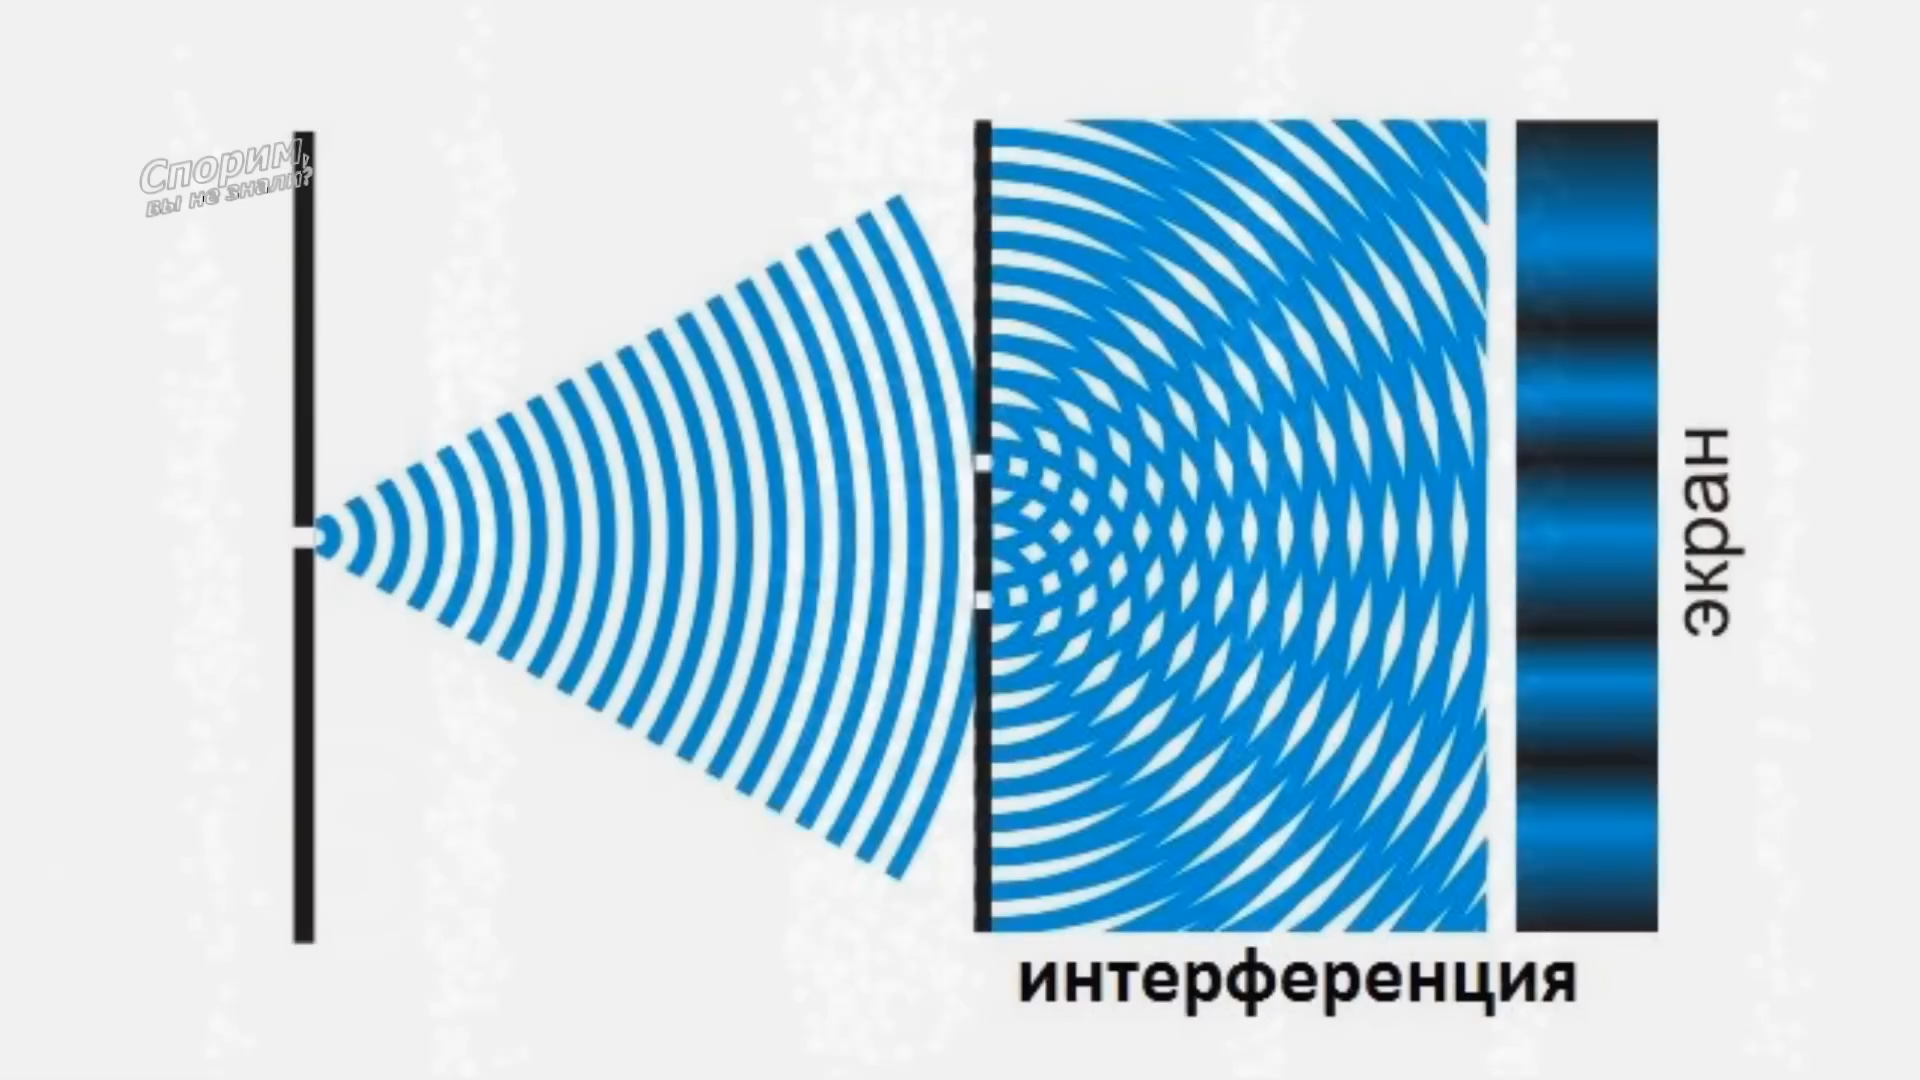 Спорим,
вы не знали?
экран
интерференция